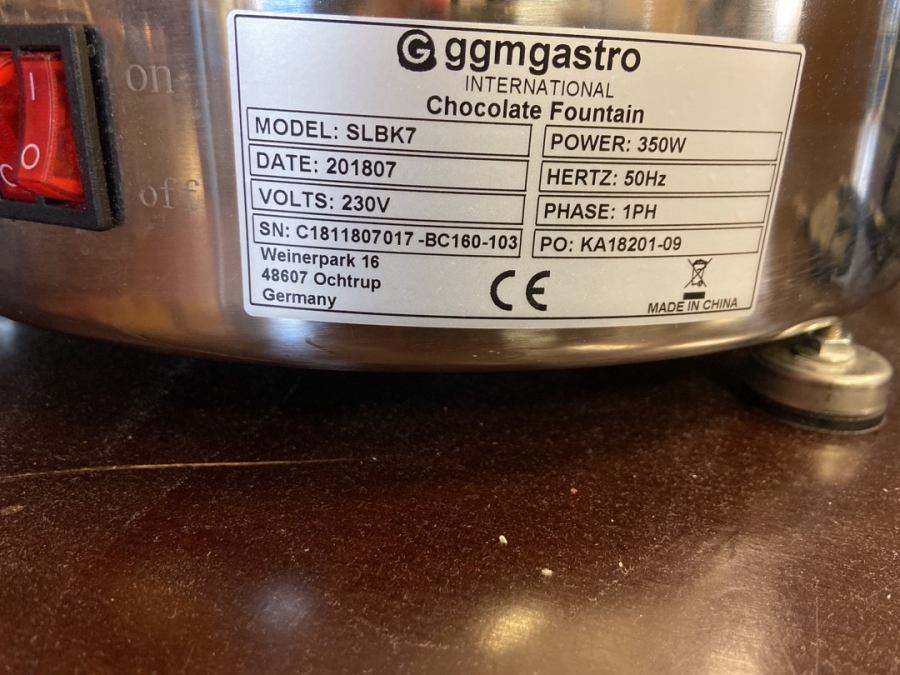 on
off
I
O
C
G ggmgastro
INTERNATIONAL
Chocolate Fountain
MODEL: SLBK7
POWER: 350W
DATE: 201807
HERTZ: 50Hz
VOLTS: 230V
PHASE: 1PH
SN: C1811807017 -BC160-103
PO: KA18201-09
Weinerpark 16
48607 Ochtrup
Germany
CE
MADE IN CHINA